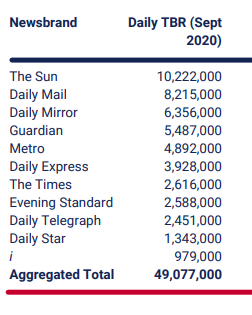 Newsbrand Daily TBR (Sept
2020)
The Sun 10,222,000
Daily Mail 8,215,000
Daily Mirror 6,356,000
Guardian 5,487,000
Metro 4,892,000
Daily Express 3,928,000
The Times 2,616,000
Evening Standard 2,588,000
Daily Telegraph 2,451,000
Daily Star 1,343,000
i 979,000
Aggregated Total 49,077,000